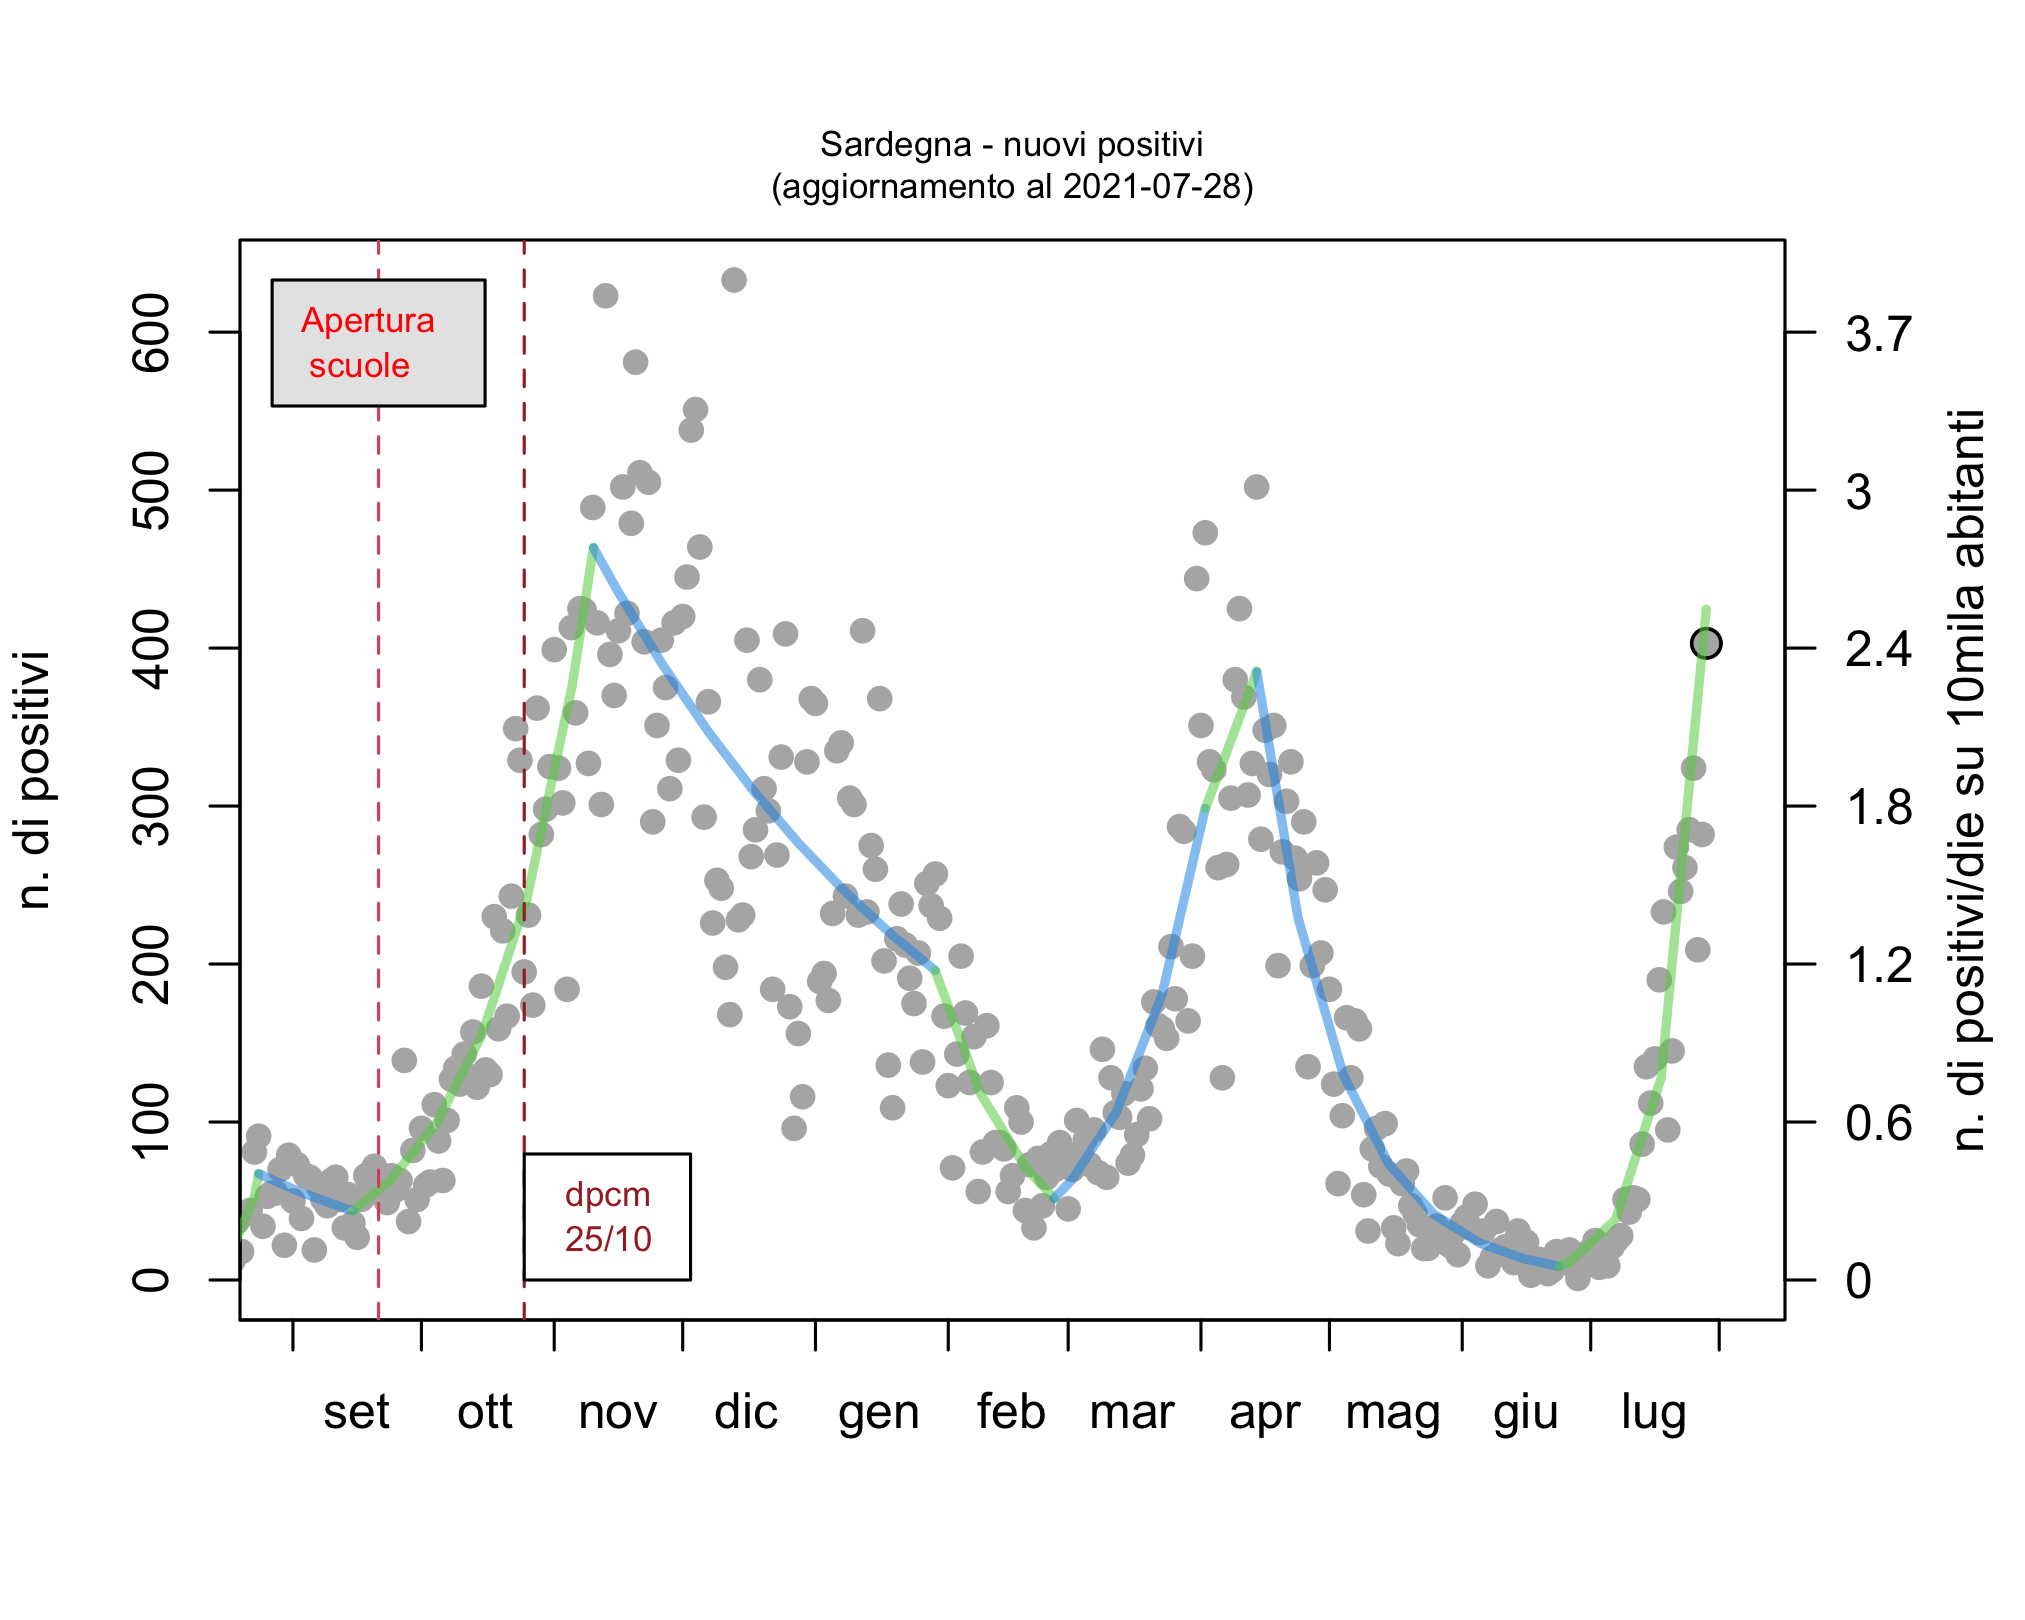 Sardegna - nuovi positivi
(aggiornamento al 2021-07-28)
Apertura
scuole
dpcm
25/10
n. di positivi
0
100
200
300
400
500
600
n. di positivi/die su 10mila abitanti
3.7
3
2.4
1.8
1.2
0.6
0
set ott nov dic gen feb mar apr mag giu lug